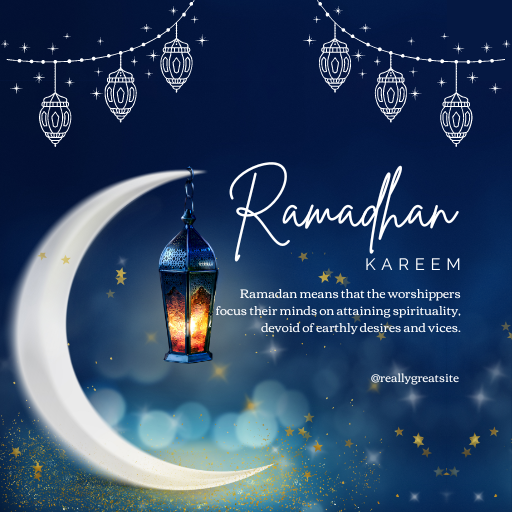 Ramadhan
KAREEM
Ramadan means that the worshippers
focus their minds on attaining spirituality,
devoid of earthly desires and vices.
@reallygreatsite